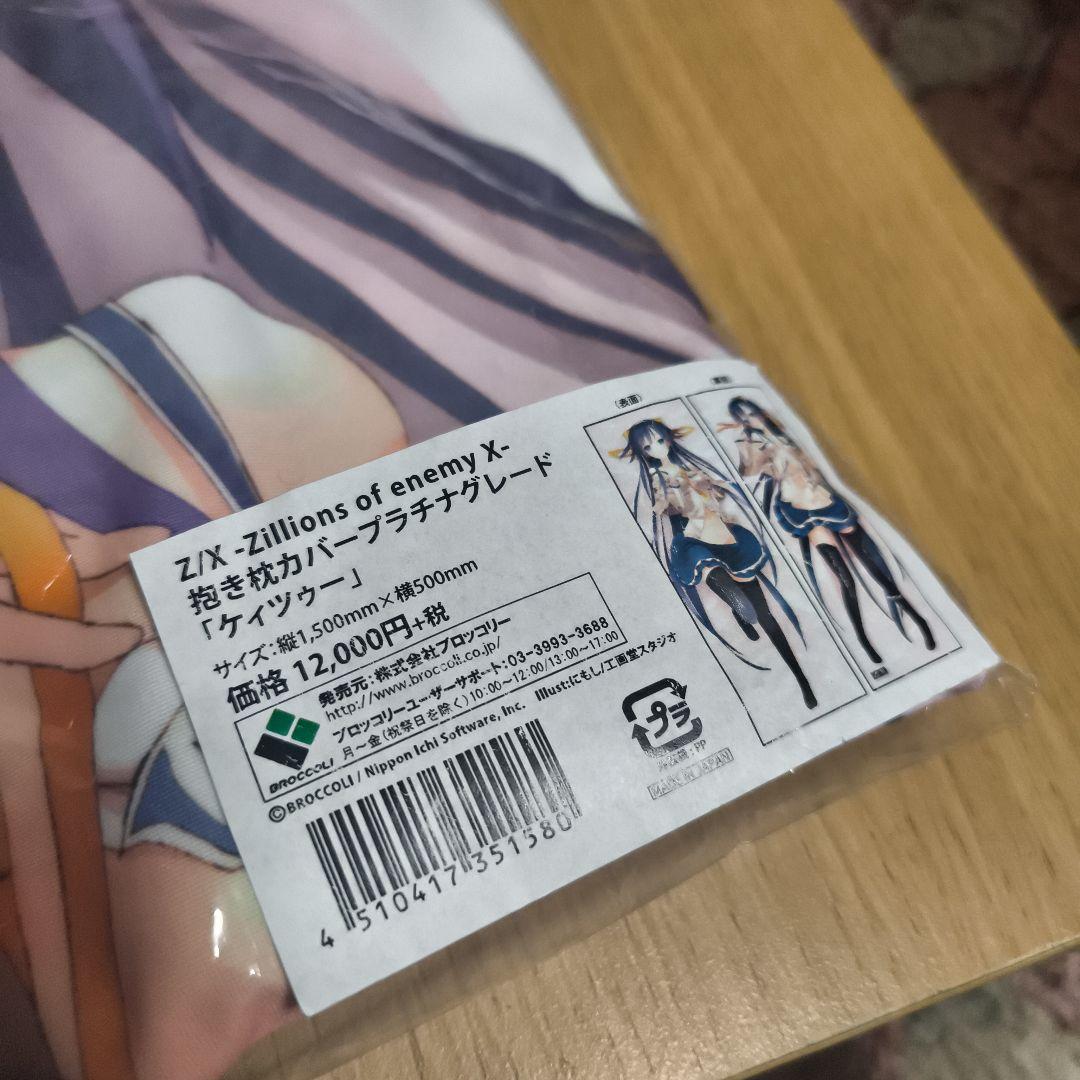 (表面)
Z/X -Zillions of enemy X-
抱き枕カバープラチナグレード
「ケィツゥー」
サイズ:縦1,500mm×横500mm
価格 12,000円+税
発売元:株式会社ブロッコリー
http://www.broccoli.co.jp/
ブロッコリーユーザーサポート:03-3993-3688
月～金(祝祭日を除く)10:00～12:00/13:00～17:00
BROCCOLI
Illust:にもし/工画堂スタジオ
©BROCCOLI / Nippon Ichi Software, Inc.
プラ
外装袋:PP
MADE IN JAPAN
4 510417 351580